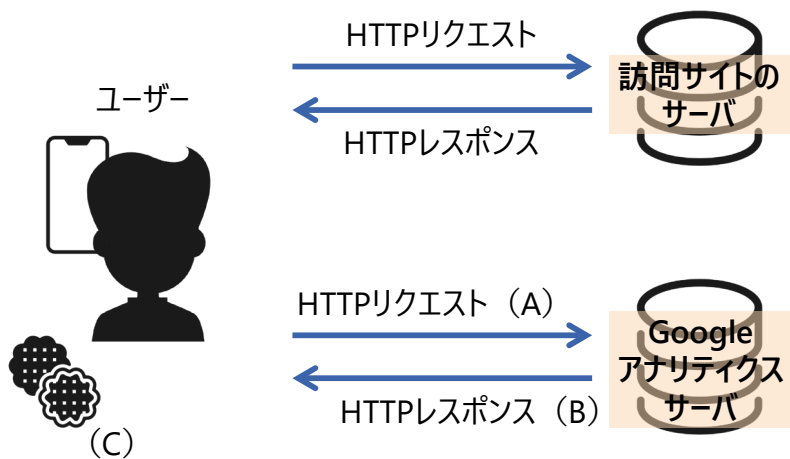 HTTPリクエスト
訪問サイトの
サーバ
ユーザー
HTTPレスポンス
HTTPリクエスト（A）
Google
アナリティクス
サーバ
HTTPレスポンス（B）
（C）